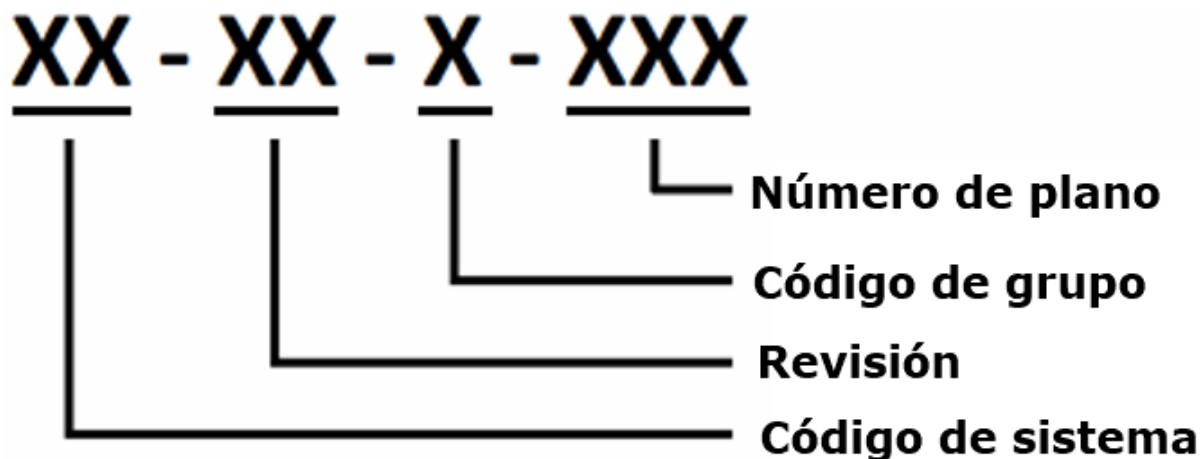 XX - XX - X - XXX
Número de plano
Código de grupo
Revisión
Código de sistema